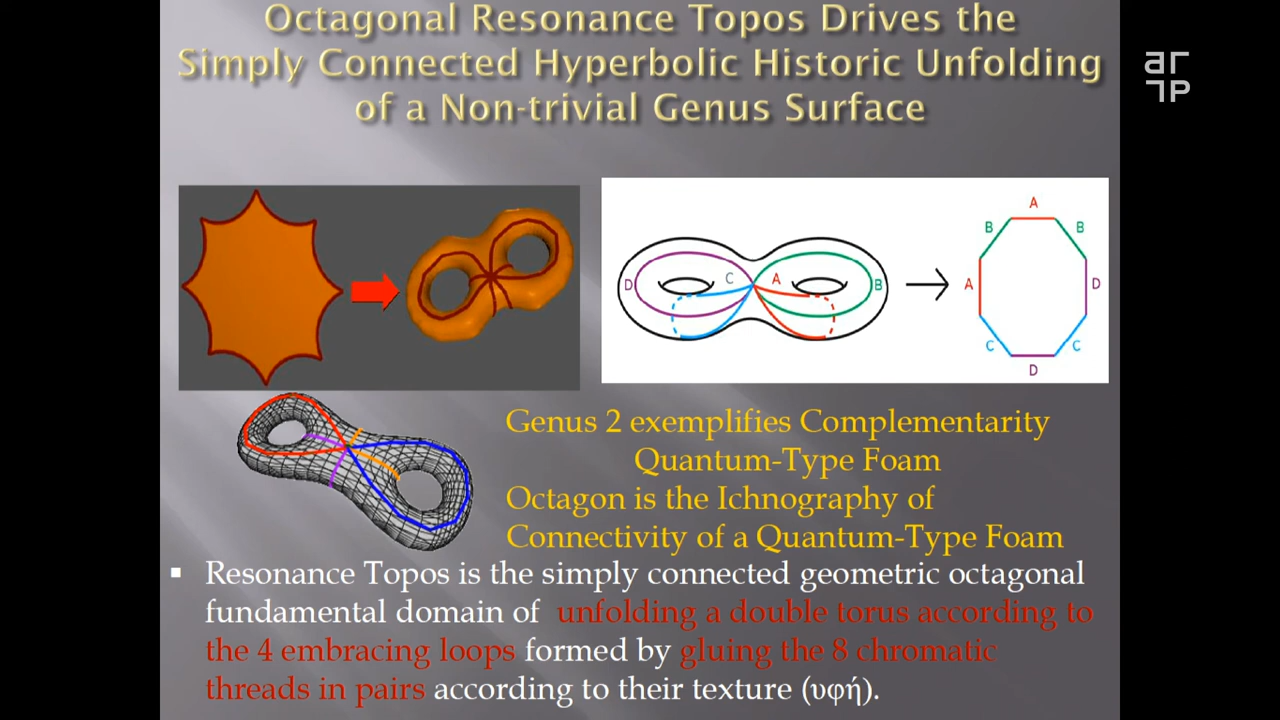 Octagonal Resonance Topos Drives the
Simply Connected Hyperbolic Historic Unfolding
of a Non-trivial Genus Surface
ar
P
A
B
B
D
C
A
B
A
D
C
C
D
Genus 2 exemplifies Complementarity
Quantum-Type Foam
Octagon is the Ichnography of
Connectivity of a Quantum-Type Foam
▪ Resonance Topos is the simply connected geometric octagonal
fundamental domain of unfolding a double torus according to
the 4 embracing loops formed by gluing the 8 chromatic
threads in pairs according to their texture (υφή).